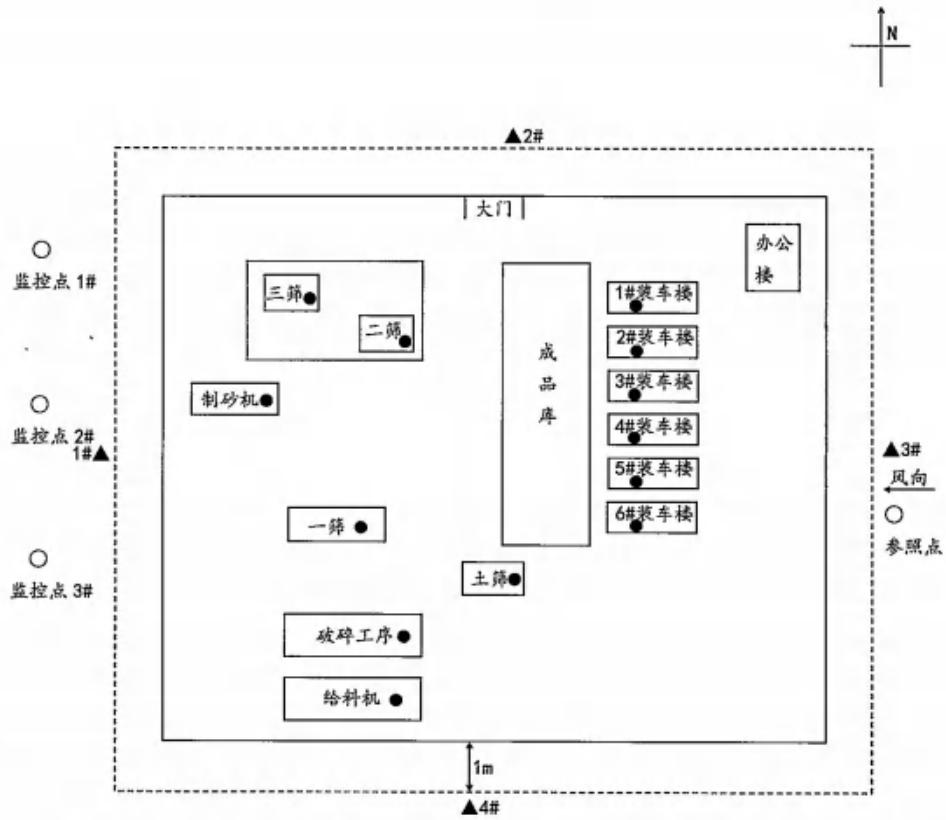 N
▲2#
大门
办公
楼
监控点 1#
三筛
二筛
1#装车楼
2#装车楼
3#装车楼
4#装车楼
5#装车楼
6#装车楼
成
品
库
制砂机
监控点 2#
1#▲
▲3#
风向
参照点
一筛
监控点 3#
土筛
破碎工序
给料机
1m
▲4#